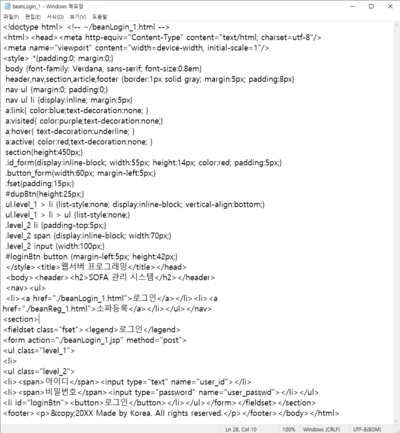 beanLogin_1 - Windows 메모장
파일(F) 편집(E) 서식(O) 보기(V) 도움말
<!doctype html> <!-- ~/beanLogin_1.html -->
<html><head><meta http-equiv="Content-Type" content="text/html; charset=utf-8"/>
<meta name="viewport" content="width=device-width, initial-scale=1"/>
<style> *{padding:0; margin:0;}
body {font-family: Verdana, sans-serif; font-size:0.8em}
header,nav,section,article,footer {border:1px solid gray; margin:5px; padding:8px}
nav ul {margin:0; padding:0;}
nav ul li {display:inline; margin:5px}
a:link{ color:blue;text-decoration:none; }
a:visited{ color:purple;text-decoration:none; }
a:hover{ text-decoration:underline; }
a:active{ color:red;text-decoration:none; }
section{height:450px;}
.id_form{display:inline-block; width:55px; height:14px; color:red; padding:5px;}
.button_form{width:60px; margin-left:5px;}
.fset{padding:15px;}
#dupBtn{height:25px;}
ul.level_1 > li {list-style:none; display:inline-block; vertical-align:bottom;}
ul.level_1 > li > ul {list-style:none;}
.level_2 li {padding-top:5px;}
.level_2 span {display:inline-block; width:70px;}
.level_2 input {width:100px;}
#loginBtn button {margin-left:5px; height:42px;}
</style><title>웹서버 프로그래밍</title></head>
<body><header><h2>SOFA 관리 시스템</h2></header>
<nav><ul>
<li><a href="./beanLogin_1.html">로그인</a></li><li><a
href="./beanReg_1.html">소파등록</a></li></ul></nav>
<section>
<fieldset class="fset"><legend>로그인</legend>
<form action="./beanLogin_1.jsp" method="post">
<ul class="level_1">
<li>
<ul class="level_2">
<li><span>아이디</span><input type="text" name="user_id"></li>
<li><span>비밀번호</span><input type="password" name="user_passwd"></li></ul>
<li id="loginBtn"><button>로그인</button></li></ul></form></fieldset></section>
<footer><p>&copy;20XX Made by Korea. All rights reserved.</p></footer></body></html>
Ln 28, Col 10 100% Windows (CRLF) UTF-8(BOM)